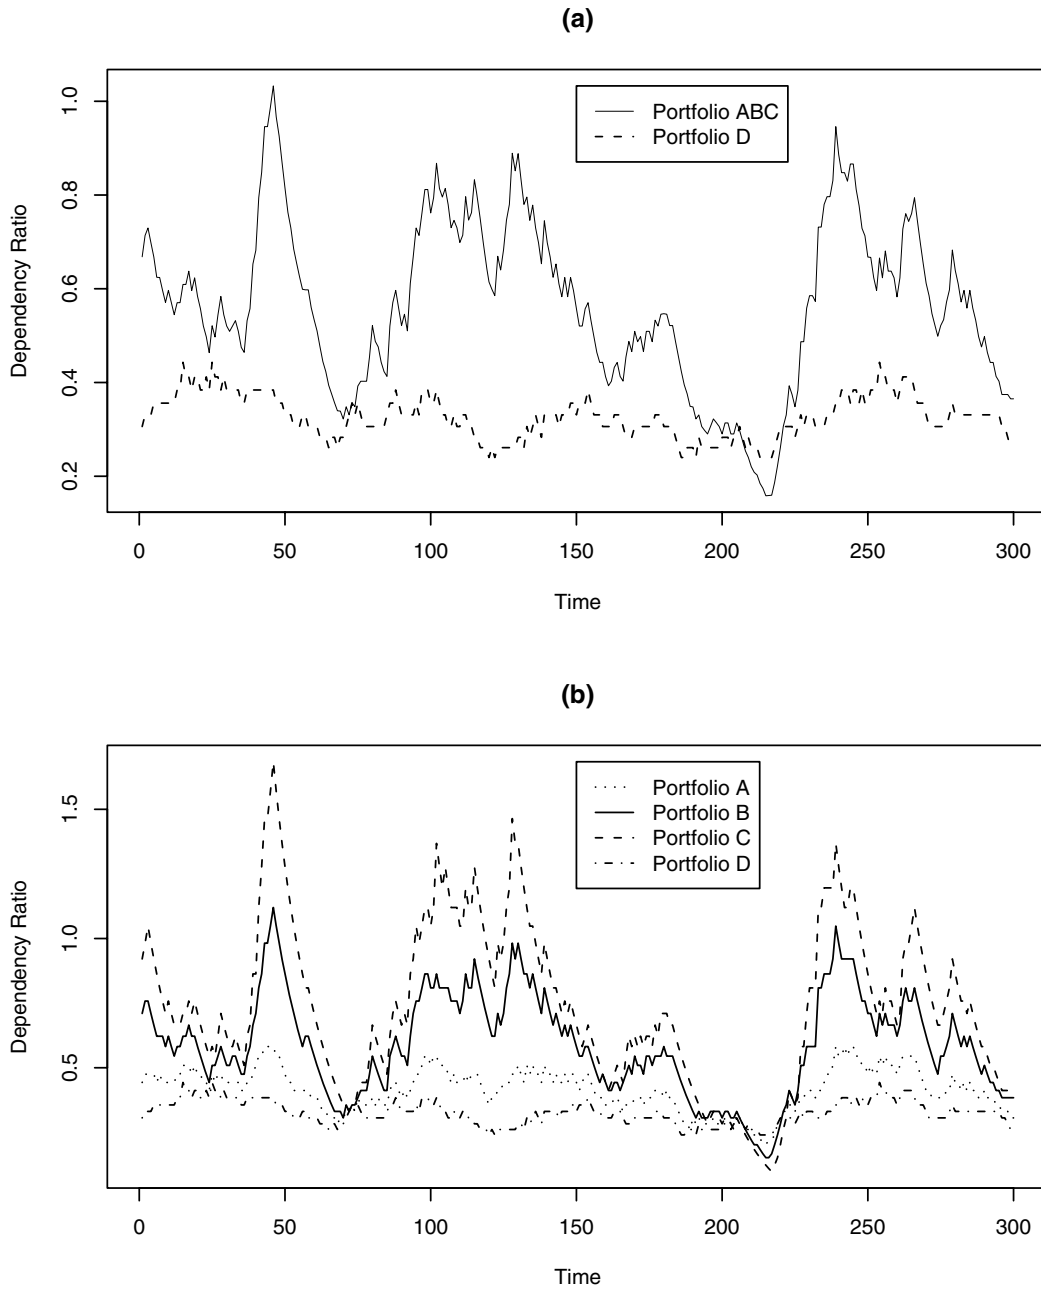 (a)
Dependency Ratio
1.0
0.8
0.6
0.4
0.2
Portfolio ABC
Portfolio D
0 50 100 150 200 250 300
Time
(b)
Dependency Ratio
1.5
1.0
0.5
Portfolio A
Portfolio B
Portfolio C
Portfolio D
0 50 100 150 200 250 300
Time